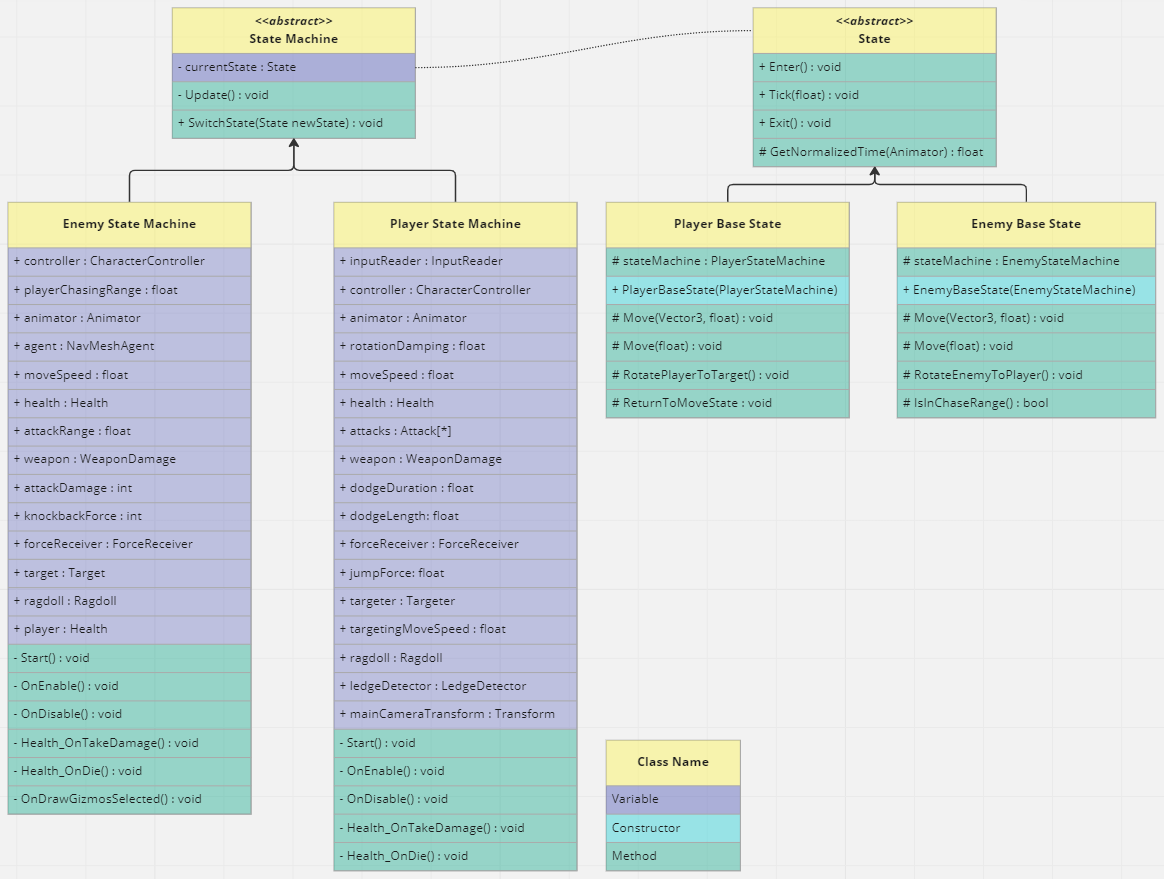 <<abstract>>
State Machine
- currentState : State
- Update() : void
+ SwitchState(State newState) : void
<<abstract>>
State
+ Enter() : void
+ Tick(float) : void
+ Exit() : void
# GetNormalizedTime(Animator) : float
Enemy State Machine
+ controller : CharacterController
+ playerChasingRange : float
+ animator : Animator
+ agent : NavMeshAgent
+ moveSpeed : float
+ health : Health
+ attackRange : float
+ weapon : WeaponDamage
+ attackDamage : int
+ knockbackForce : int
+ forceReceiver : ForceReceiver
+ target : Target
+ ragdoll : Ragdoll
+ player : Health
- Start() : void
- OnEnable() : void
- OnDisable() : void
- Health_OnTakeDamage() : void
- Health_OnDie() : void
- OnDrawGizmosSelected() : void
Player State Machine
+ inputReader : InputReader
+ controller : CharacterController
+ animator : Animator
+ rotationDamping : float
+ moveSpeed : float
+ health : Health
+ attacks : Attack[*]
+ weapon : WeaponDamage
+ dodgeDuration : float
+ dodgeLength: float
+ forceReceiver : ForceReceiver
+ jumpForce: float
+ targeter : Targeter
+ targetingMoveSpeed : float
+ ragdoll : Ragdoll
+ ledgeDetector : LedgeDetector
+ mainCameraTransform : Transform
- Start() : void
- OnEnable() : void
- OnDisable() : void
- Health_OnTakeDamage() : void
- Health_OnDie() : void
Player Base State
# stateMachine : PlayerStateMachine
+ PlayerBaseState(PlayerStateMachine)
# Move(Vector3, float) : void
# Move(float) : void
# RotatePlayerToTarget() : void
# ReturnToMoveState : void
Enemy Base State
# stateMachine : EnemyStateMachine
+ EnemyBaseState(EnemyStateMachine)
# Move(Vector3, float) : void
# Move(float) : void
# RotateEnemyToPlayer() : void
# IsInChaseRange() : bool
Class Name
Variable
Constructor
Method